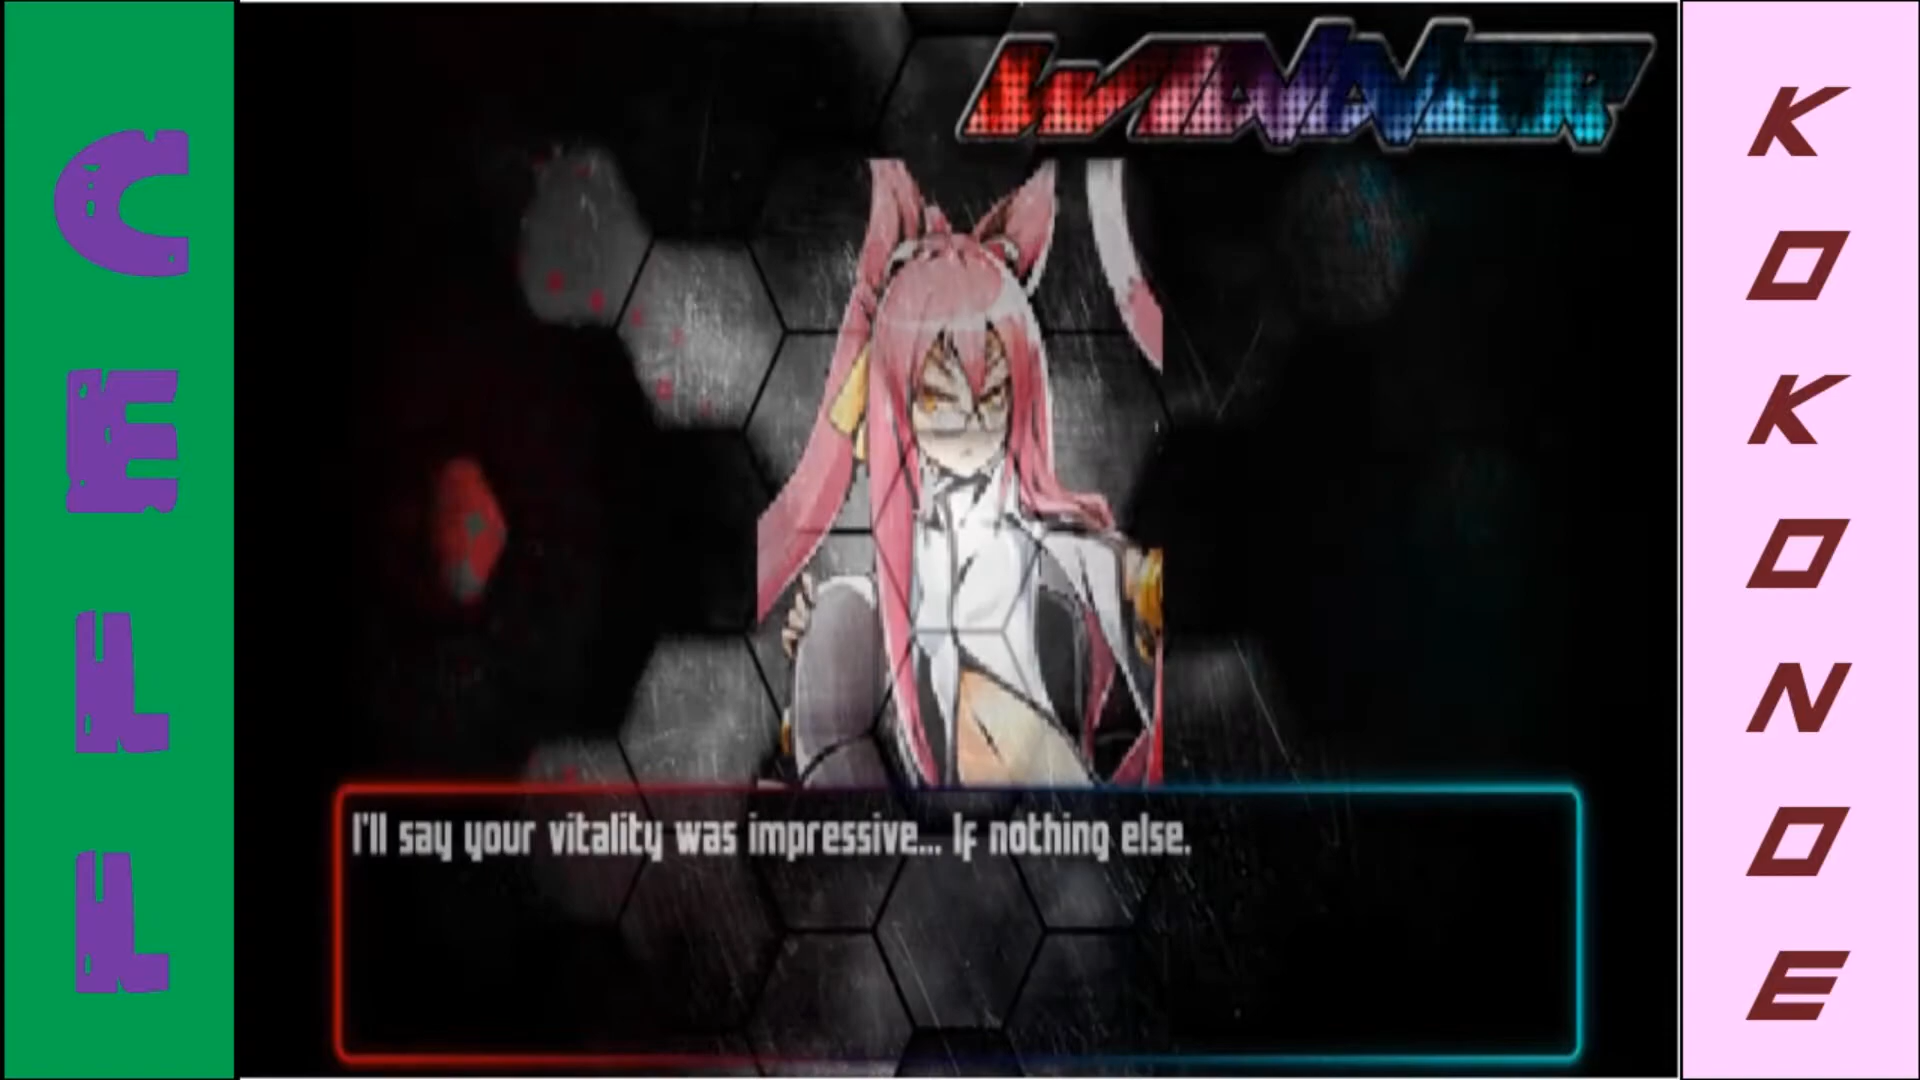 CELL
WINNER
I'll say your vitality was impressive... If nothing else.
KOKONOE